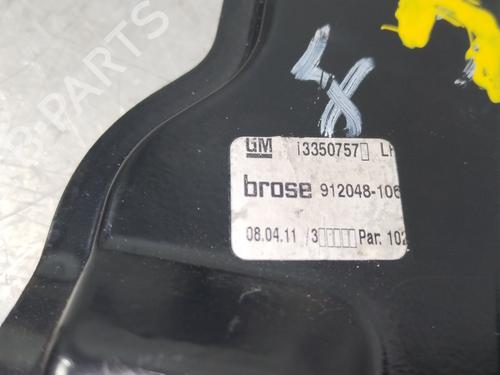 GM 13350757▯ LH
brose 912048-106
08.04.11 /3▯▯▯▯▯ Par. 102